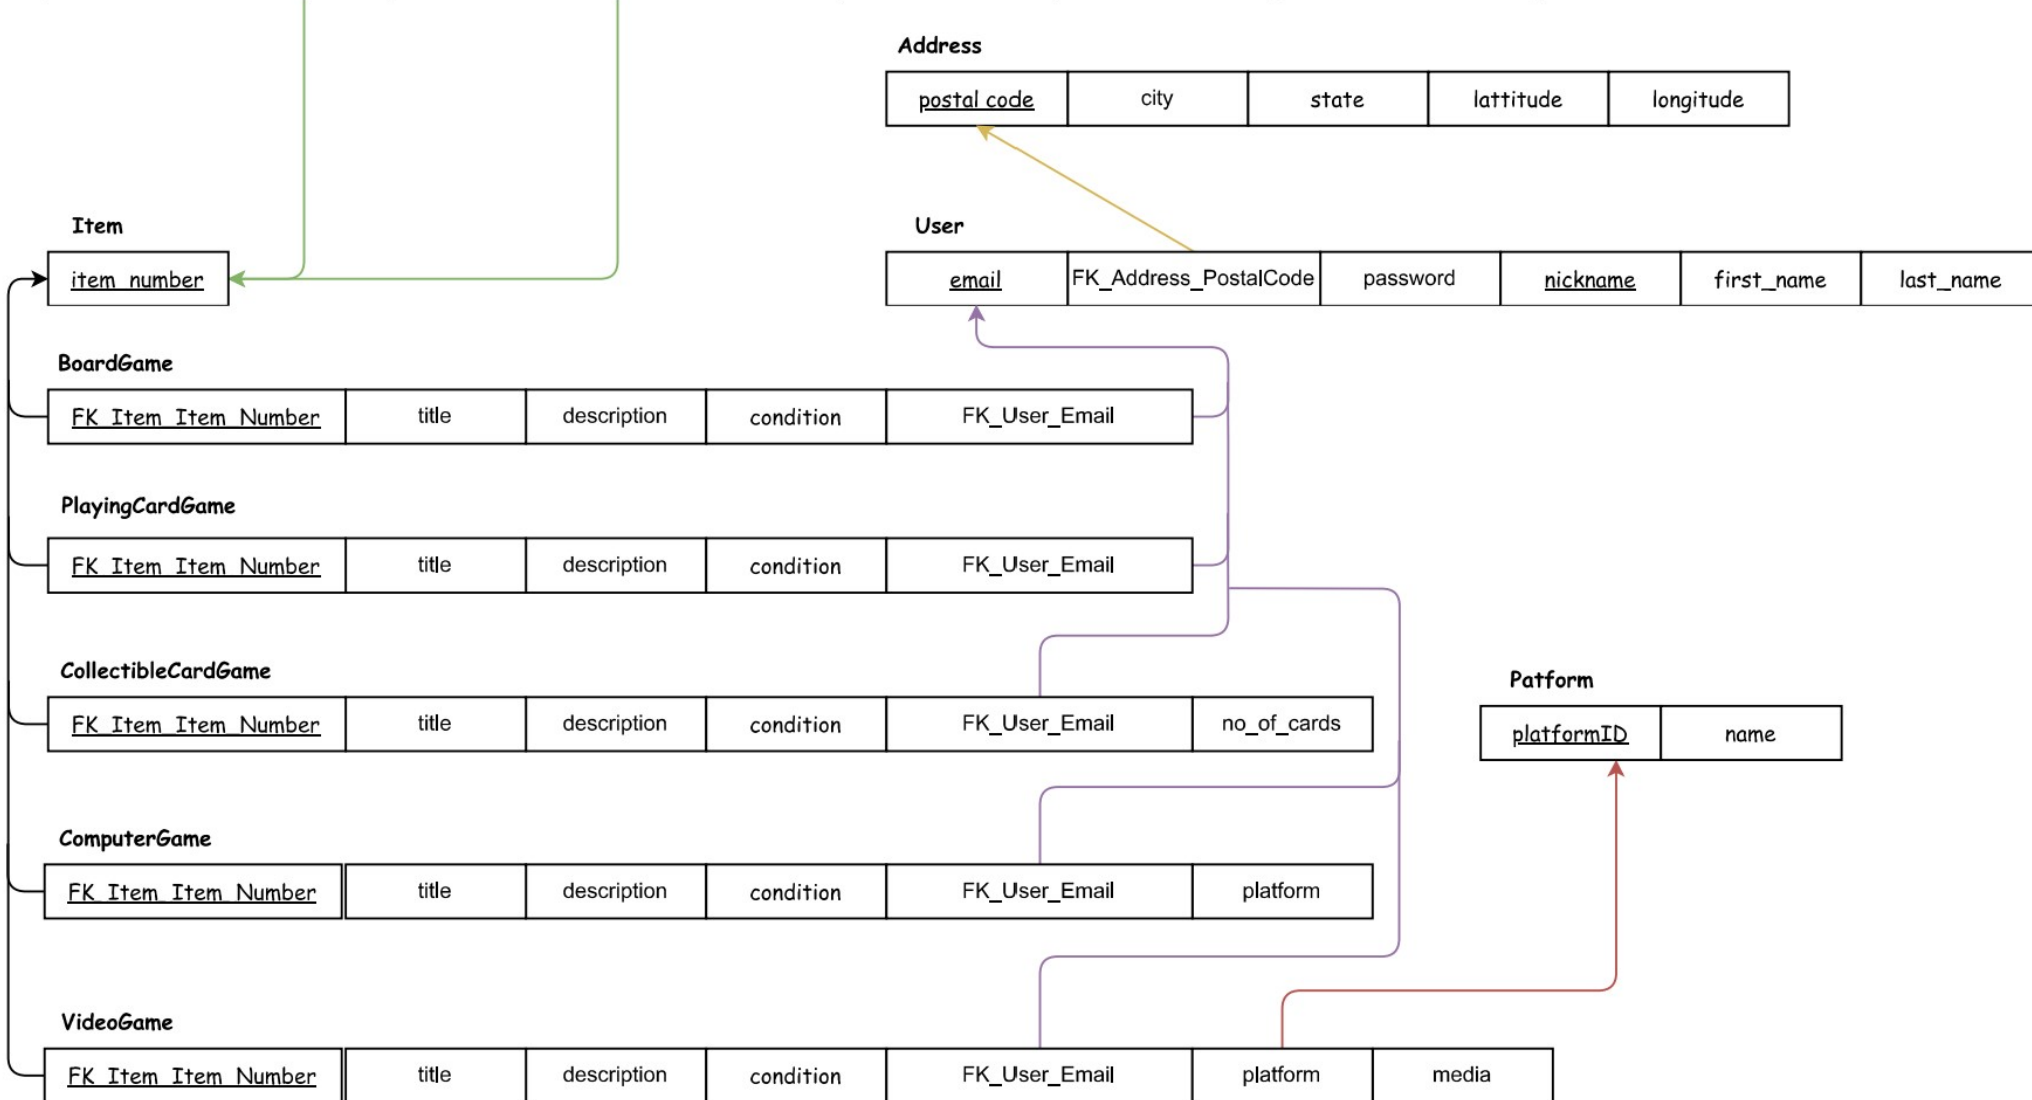 Address
postal code city state lattitude longitude
Item User
item_number email FK_Address_PostalCode password nickname first_name last_name
BoardGame
FK_Item_Item_Number title description condition FK_User_Email
PlayingCardGame
FK_Item_Item_Number title description condition FK_User_Email
CollectibleCardGame Patform
FK_Item_Item_Number title description condition FK_User_Email no_of_cards platformID name
ComputerGame
FK_Item_Item_Number title description condition FK_User_Email platform
VideoGame
FK_Item_Item_Number title description condition FK_User_Email platform media